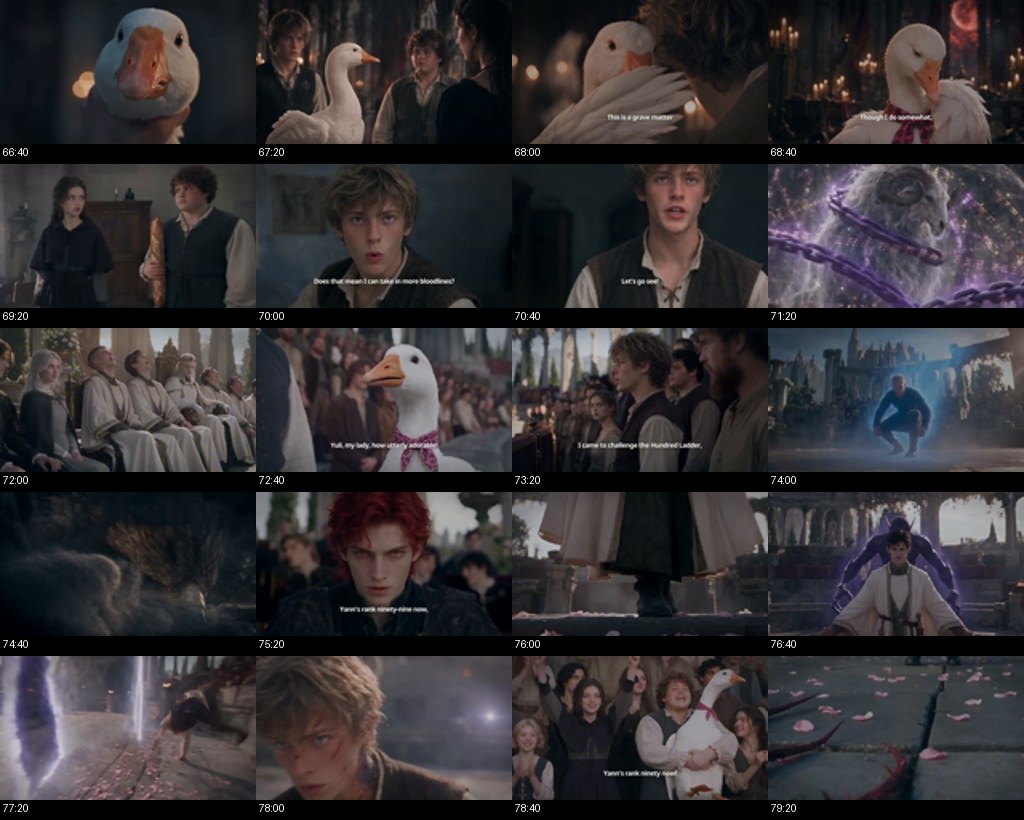 66:40
67:20
This is a grave matter
68:00
Though I do somewhat.
68:40
69:20
Does that mean I can take in more bloodlines?
70:00
Let's go see!
70:40
71:20
72:00
Yuli, my lady, how utterly adorable!
72:40
I came to challenge the Hundred Ladder.
73:20
74:00
74:40
Yann's rank ninety-nine now.
75:20
76:00
76:40
77:20
78:00
Yann's rank ninety now!
78:40
79:20